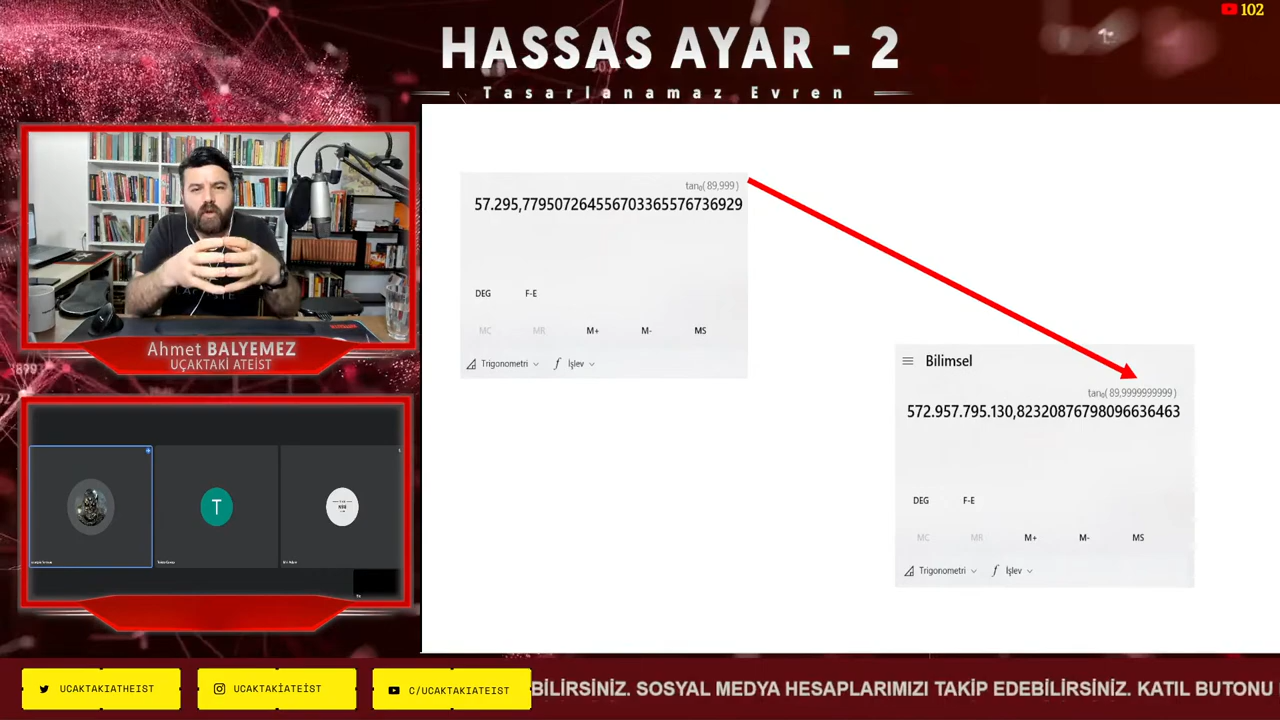 102
HASSAS AYAR - 2
Tasarlanamaz Evren
tan₀( 89,999 )
57.295,779507264556703365576736929
DEG F-E
MC MR M+ M- MS
Trigonometri f İşlev
Bilimsel
tan₀( 89,9999999999 )
572.957.795.130,82320876798096636463
DEG F-E
MC MR M+ M- MS
Trigonometri f İşlev
Ahmet BALYEMEZ
UÇAKTAKİ ATEİST
T
UCAKTAKIATHEIST
UCAKTAKİATEİST
C/UCAKTAKIATEIST
BİLİRSİNİZ. SOSYAL MEDYA HESAPLARIMIZI TAKİP EDEBİLİRSİNİZ. KATIL BUTONU